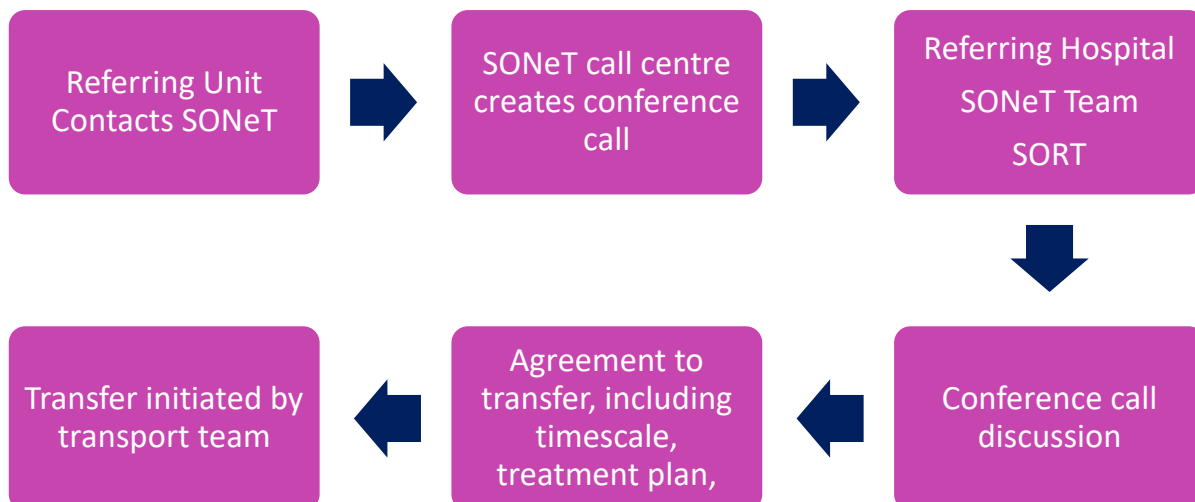 Referring Unit
Contacts SONeT
SONeT call centre
creates conference
call
Referring Hospital
SONeT Team
SORT
Conference call
discussion
Agreement to
transfer, including
timescale,
treatment plan,
Transfer initiated by
transport team